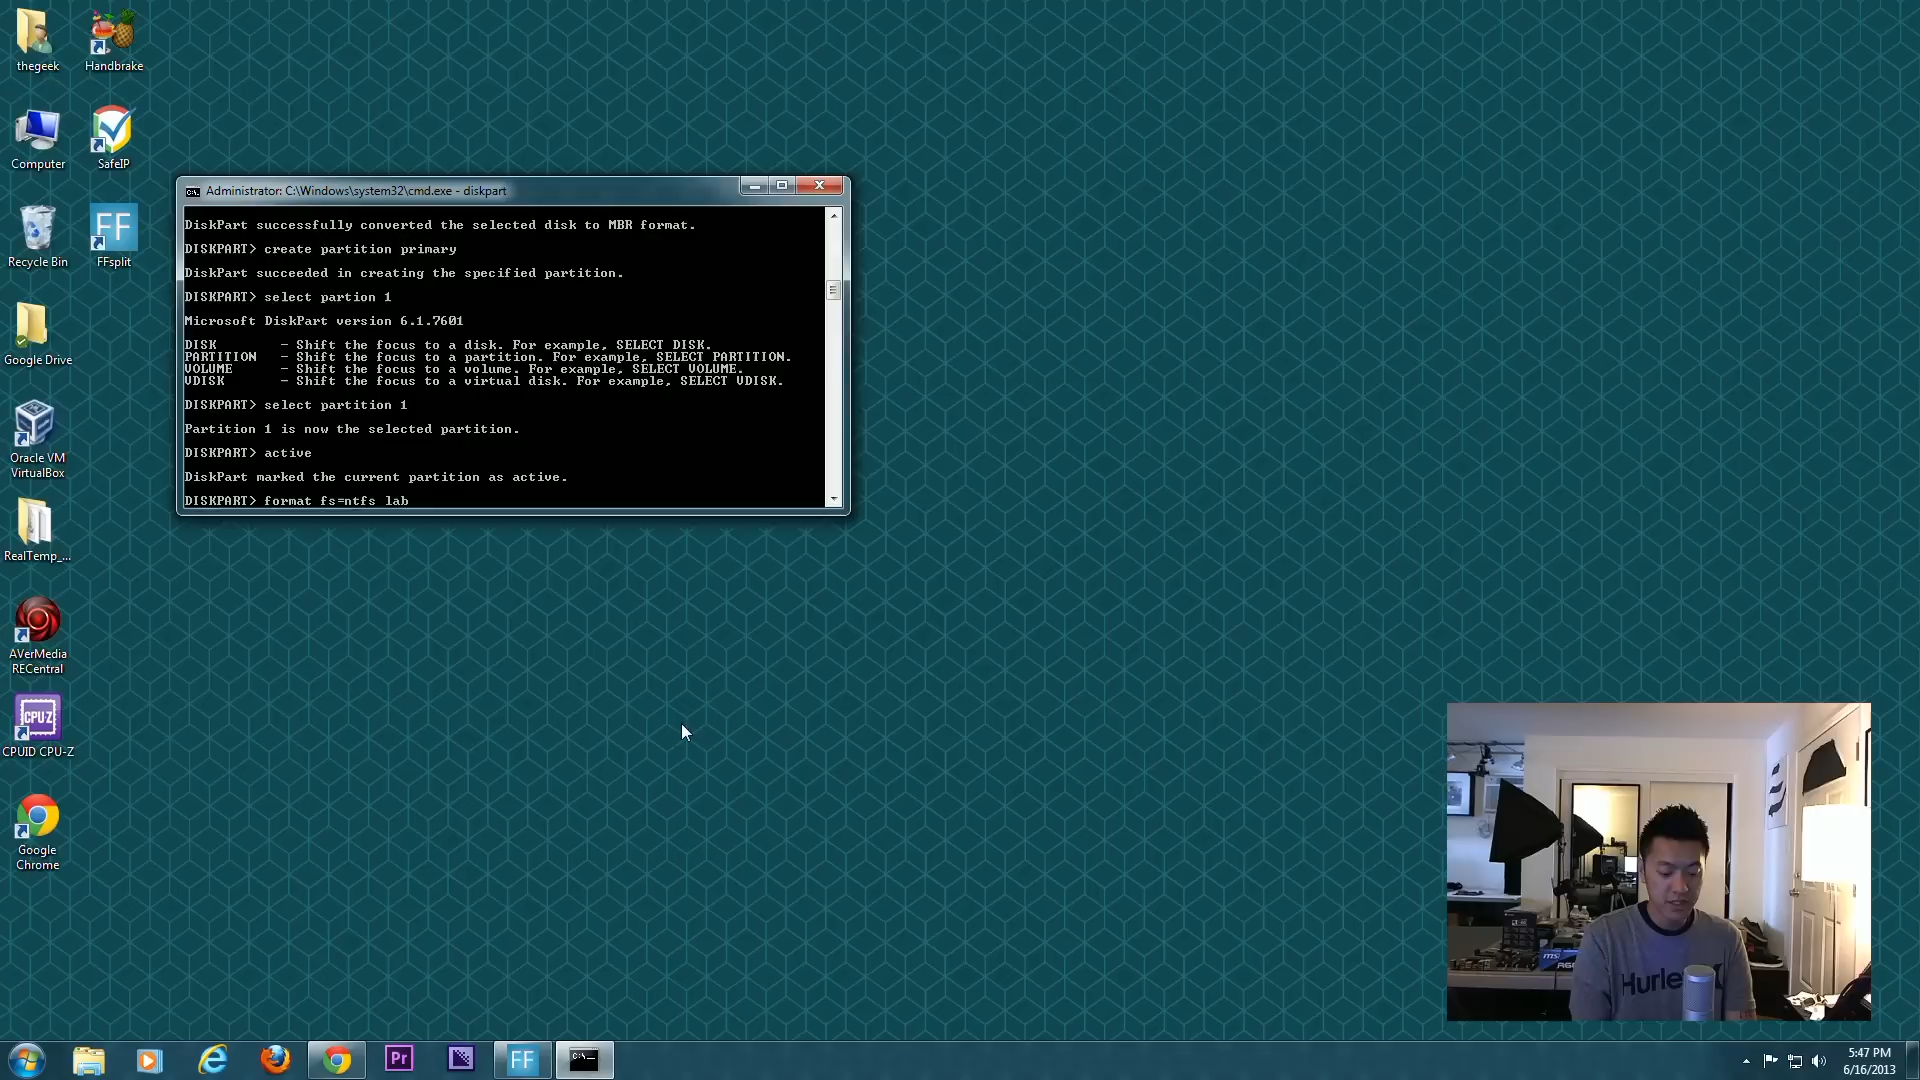 thegeek
Handbrake
Computer
SafeIP
Recycle Bin
FF
FFsplit
Google Drive
Oracle VM
VirtualBox
RealTemp_...
AVerMedia
RECentral
CPU-Z
CPUID CPU-Z
Google
Chrome
Administrator: C:\Windows\system32\cmd.exe - diskpart
DiskPart successfully converted the selected disk to MBR format.
DISKPART> create partition primary
DiskPart succeeded in creating the specified partition.
DISKPART> select partion 1
Microsoft DiskPart version 6.1.7601
DISK - Shift the focus to a disk. For example, SELECT DISK.
PARTITION - Shift the focus to a partition. For example, SELECT PARTITION.
VOLUME - Shift the focus to a volume. For example, SELECT VOLUME.
VDISK - Shift the focus to a virtual disk. For example, SELECT VDISK.
DISKPART> select partition 1
Partition 1 is now the selected partition.
DISKPART> active
DiskPart marked the current partition as active.
DISKPART> format fs=ntfs lab
msi
Pr
FF
5:47 PM
6/16/2013